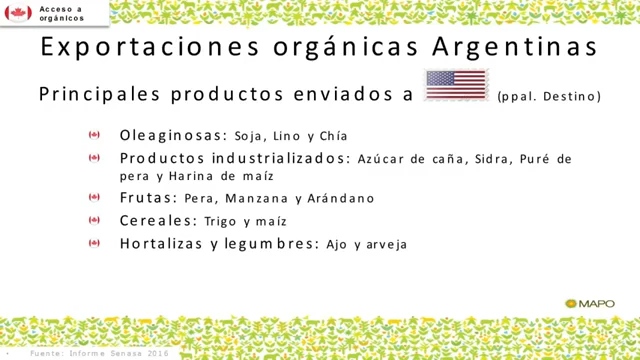 Acceso a
orgánicos
Exportaciones orgánicas Argentinas
Principales productos enviados a (ppal. Destino)
Oleaginosas: Soja, Lino y Chía
Productos industrializados: Azúcar de caña, Sidra, Puré de
pera y Harina de maíz
Frutas: Pera, Manzana y Arándano
Cereales: Trigo y maíz
Hortalizas y legumbres: Ajo y arveja
MAPO
Fuente: Informe Senasa 2016